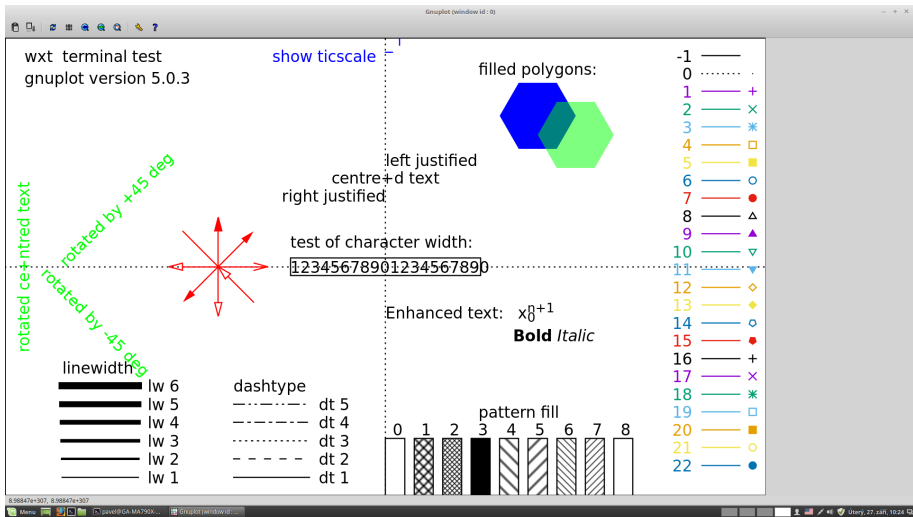 Gnuplot (window id : 0)
wxt  terminal test
gnuplot version 5.0.3
show ticscale
filled polygons:
left justified
centre+d text
right justified
rotated ce+ntred text
rotated by +45 deg
rotated by -45 deg
test of character width:
12345678901234567890
Enhanced text:   x₀ⁿ⁺¹
Bold Italic
linewidth
lw 6
lw 5
lw 4
lw 3
lw 2
lw 1
dashtype
dt 5
dt 4
dt 3
dt 2
dt 1
pattern fill
0 1 2 3 4 5 6 7 8
-1
0
1
2
3
4
5
6
7
8
9
10
11
12
13
14
15
16
17
18
19
20
21
22
8.98847e+307, 8.98847e+307
Menu
pavel@GA-MA790X-...
Gnuplot (window id : ...
Úterý, 27. září, 10:24